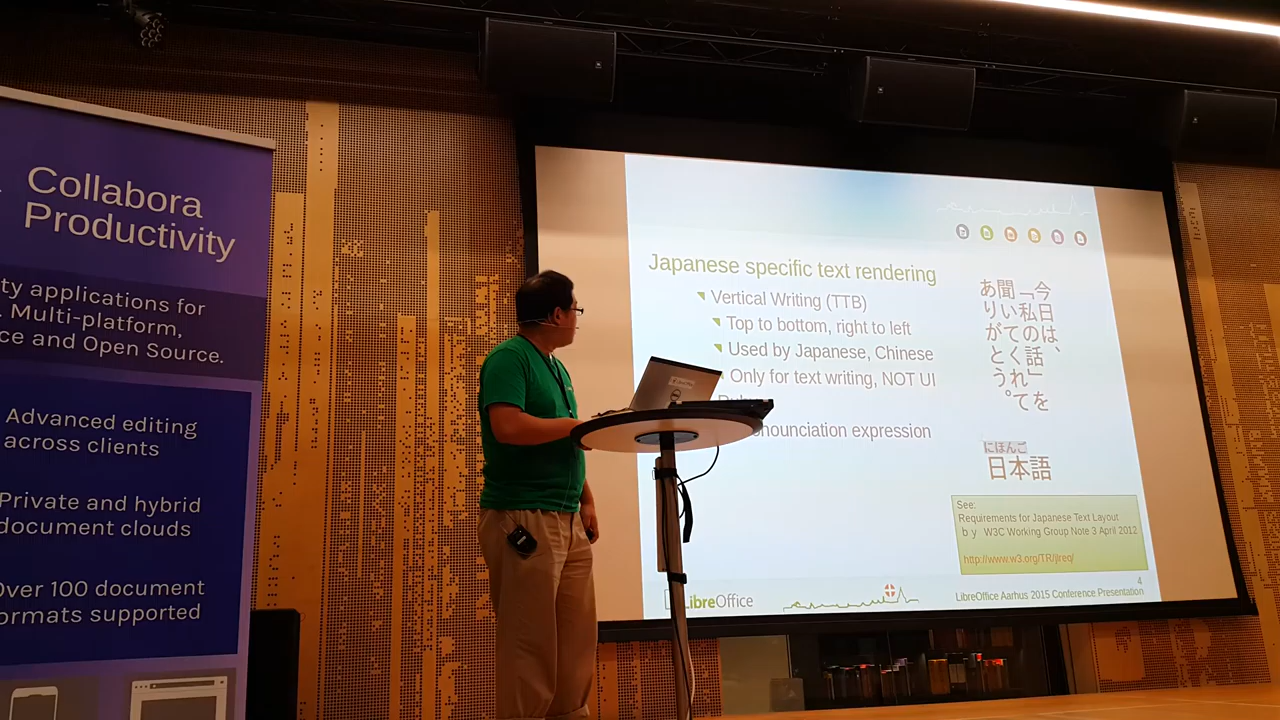 Collabora
Productivity
ty applications for
. Multi-platform,
ce and Open Source.
Advanced editing
across clients
Private and hybrid
document clouds
Over 100 document
ormats supported
Japanese specific text rendering
Vertical Writing (TTB)
Top to bottom, right to left
Used by Japanese, Chinese
Only for text writing, NOT UI
onounciation expression
今日は、
「私の話」を
聞いてくれて
ありがとう。
にほんご
日本語
See:
Requirements for Japanese Text Layout
b y W3C Working Group Note 3 April 2012
http://www.w3.org/TR/jlreq/
4
LibreOffice
LibreOffice Aarhus 2015 Conference Presentation
DELL